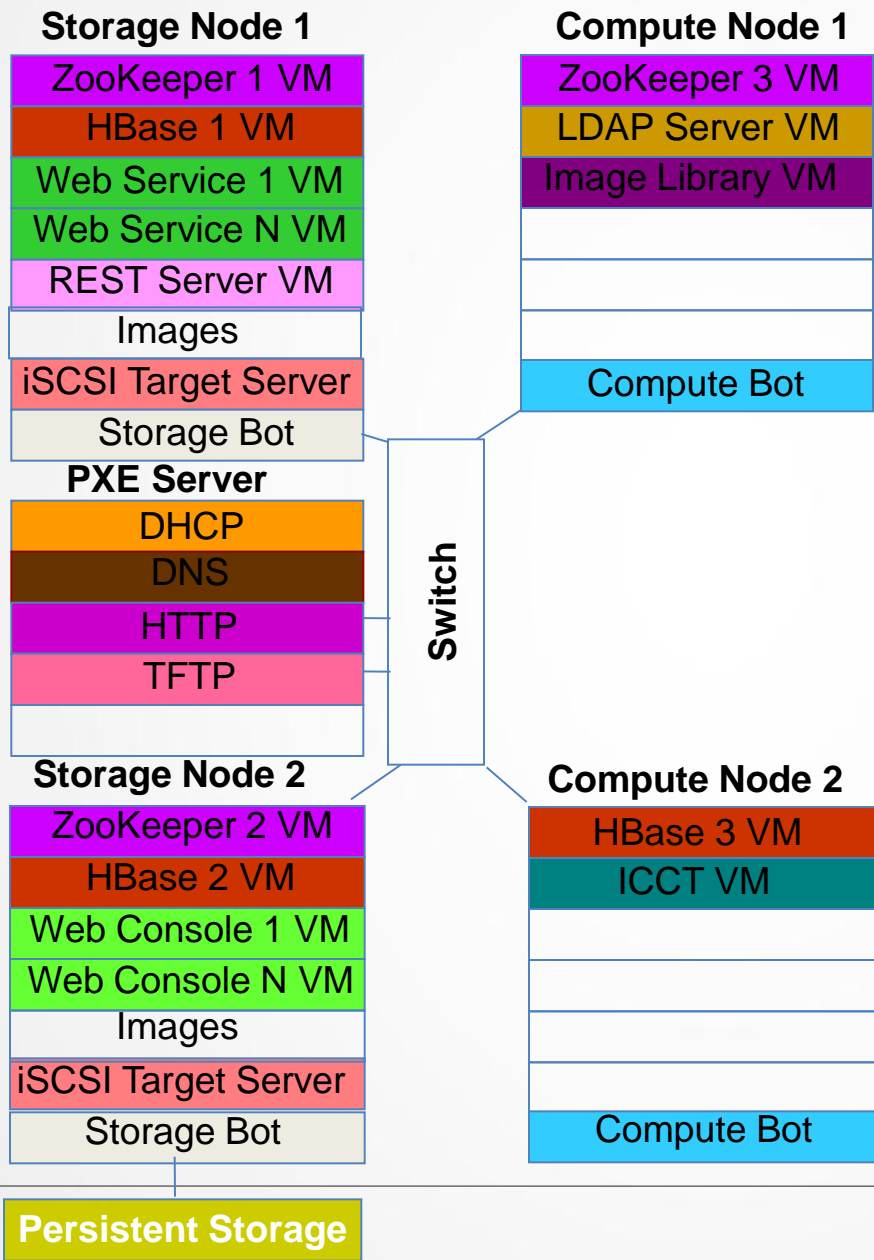 Storage Node 1
ZooKeeper 1 VM
HBase 1 VM
Web Service 1 VM
Web Service N VM
REST Server VM
Images
iSCSI Target Server
Storage Bot
Compute Node 1
ZooKeeper 3 VM
LDAP Server VM
Image Library VM
Compute Bot
PXE Server
DHCP
DNS
HTTP
TFTP
Switch
Storage Node 2
ZooKeeper 2 VM
HBase 2 VM
Web Console 1 VM
Web Console N VM
Images
iSCSI Target Server
Storage Bot
Compute Node 2
HBase 3 VM
ICCT VM
Compute Bot
Persistent Storage